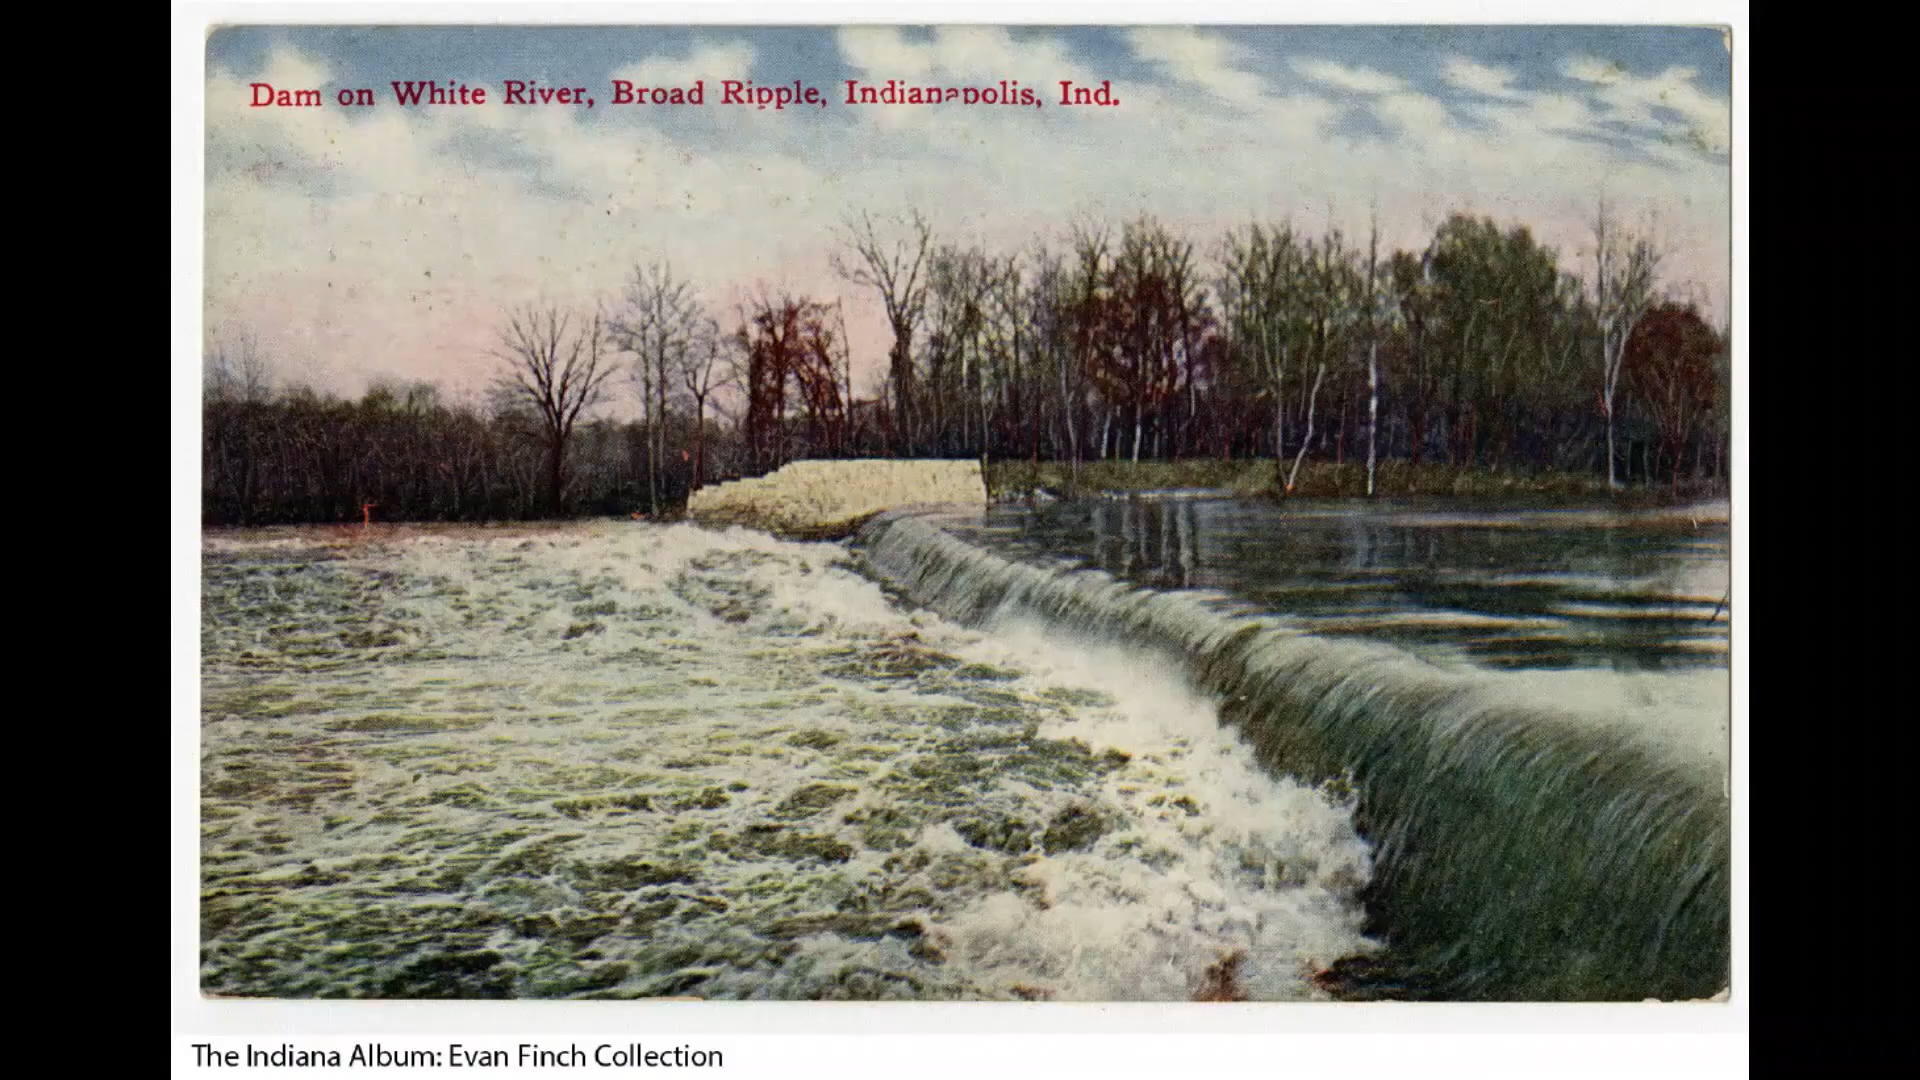 Dam on White River, Broad Ripple, Indianapolis, Ind.
The Indiana Album: Evan Finch Collection